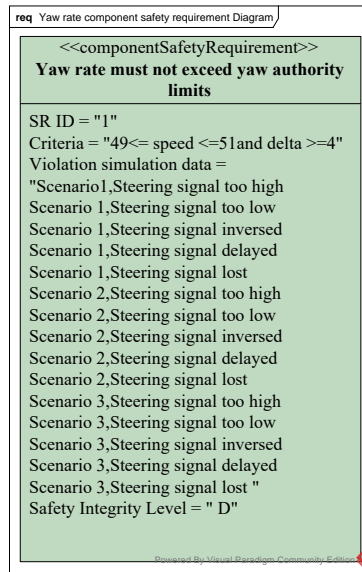 req Yaw rate component safety requirement Diagram
<<componentSafetyRequirement>>
Yaw rate must not exceed yaw authority
limits
SR ID = "1"
Criteria = "49<= speed <=51and delta >=4"
Violation simulation data =
"Scenario1,Steering signal too high
Scenario 1,Steering signal too low
Scenario 1,Steering signal inversed
Scenario 1,Steering signal delayed
Scenario 1,Steering signal lost
Scenario 2,Steering signal too high
Scenario 2,Steering signal too low
Scenario 2,Steering signal inversed
Scenario 2,Steering signal delayed
Scenario 2,Steering signal lost
Scenario 3,Steering signal too high
Scenario 3,Steering signal too low
Scenario 3,Steering signal inversed
Scenario 3,Steering signal delayed
Scenario 3,Steering signal lost "
Safety Integrity Level = " D"
Powered By Visual Paradigm Community Edition